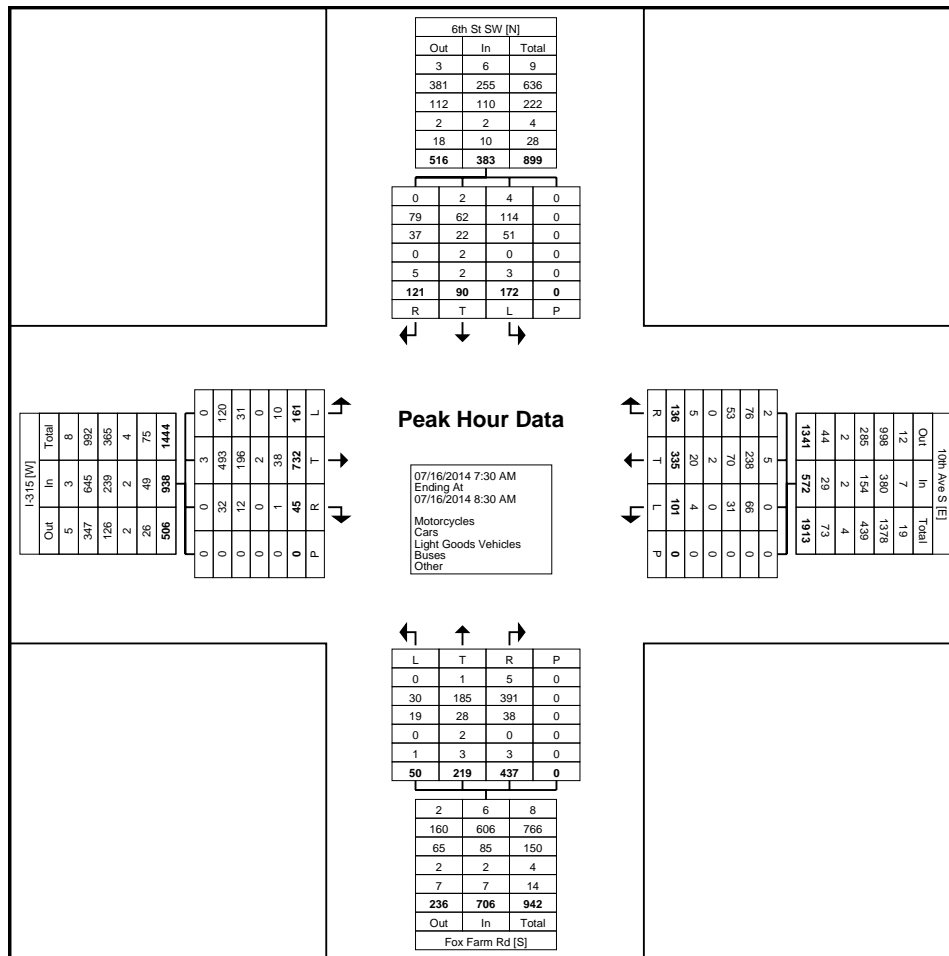 6th St SW [N]
Out In Total
3 6 9
381 255 636
112 110 222
2 2 4
18 10 28
516 383 899
0 2 4 0
79 62 114 0
37 22 51 0
0 2 0 0
5 2 3 0
121 90 172 0
R T L P
I-315 [W]
Out In Total
5 3 8
347 645 992
126 239 365
2 2 4
26 49 75
506 938 1444
0 0 3 0
0 32 493 120
0 12 196 31
0 0 2 0
0 1 38 10
0 45 732 161
P R T L
Peak Hour Data
07/16/2014 7:30 AM
Ending At
07/16/2014 8:30 AM
Motorcycles
Cars
Light Goods Vehicles
Buses
Other
10th Ave S [E]
Out In Total
12 7 19
998 380 1378
285 154 439
2 2 4
44 29 73
1341 572 1913
2 5 0 0
76 238 66 0
53 70 31 0
0 2 0 0
5 20 4 0
136 335 101 0
R T L P
L T R P
0 1 5 0
30 185 391 0
19 28 38 0
0 2 0 0
1 3 3 0
50 219 437 0
2 6 8
160 606 766
65 85 150
2 2 4
7 7 14
236 706 942
Out In Total
Fox Farm Rd [S]